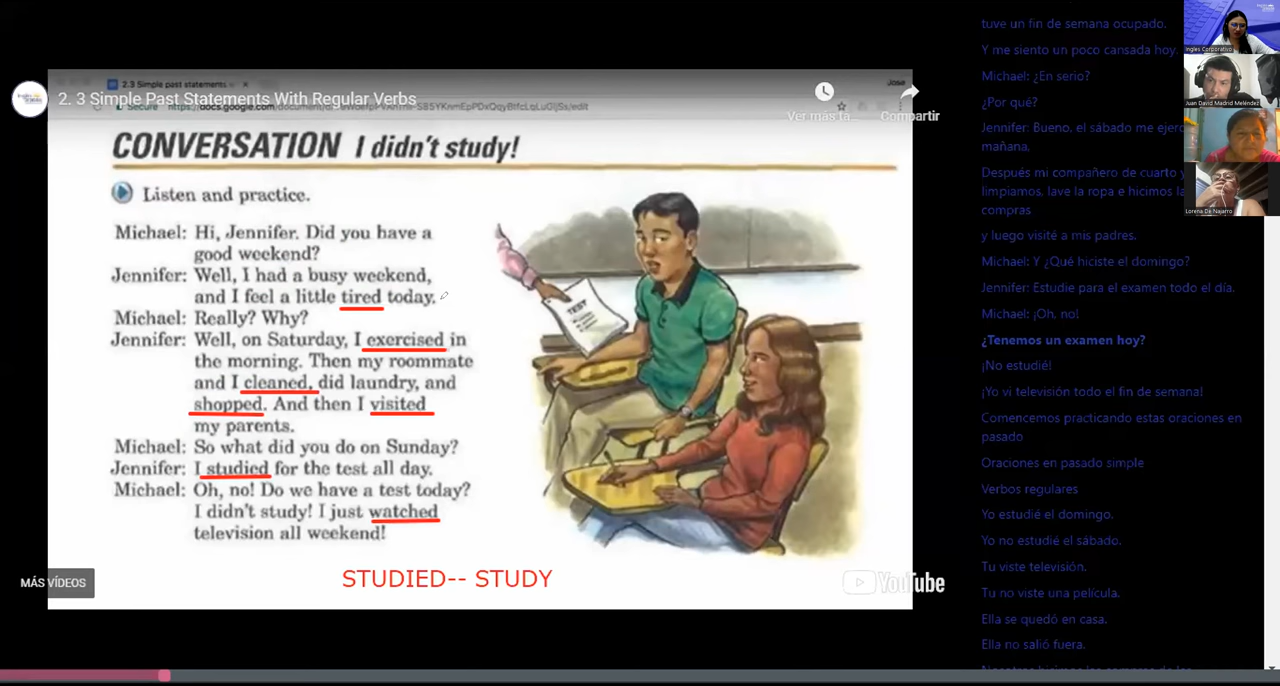 2. 3 Simple Past Statements With Regular Verbs
Ver más ta...
Compartir
CONVERSATION I didn't study!
Listen and practice.
Michael: Hi, Jennifer. Did you have a
good weekend?
Jennifer: Well, I had a busy weekend,
and I feel a little tired today.
Michael: Really? Why?
Jennifer: Well, on Saturday, I exercised in
the morning. Then my roommate
and I cleaned, did laundry, and
shopped. And then I visited
my parents.
Michael: So what did you do on Sunday?
Jennifer: I studied for the test all day.
Michael: Oh, no! Do we have a test today?
I didn't study! I just watched
television all weekend!
TEST
STUDIED-- STUDY
MÁS VÍDEOS
YouTube
tuve un fin de semana ocupado.
Y me siento un poco cansada hoy
Michael: ¿En serio?
¿Por qué?
Jennifer: Bueno, el sábado me ejer
mañana.
Después mi compañero de cuarto y
limpiamos, lave la ropa e hicimos la
compras
y luego visité a mis padres.
Michael: Y ¿Qué hiciste el domingo?
Jennifer: Estudie para el examen todo el día.
Michael: ¡Oh, no!
¿Tenemos un examen hoy?
¡No estudié!
¡Yo vi televisión todo el fin de semana!
Comencemos practicando estas oraciones en
pasado
Oraciones en pasado simple
Verbos regulares
Yo estudié el domingo.
Yo no estudié el sábado.
Tu viste televisión.
Tu no viste una película.
Ella se quedó en casa.
Ella no salió fuera.
Ingles Corporativo
Juan David Madrid Meléndez
Lorena De Najarro